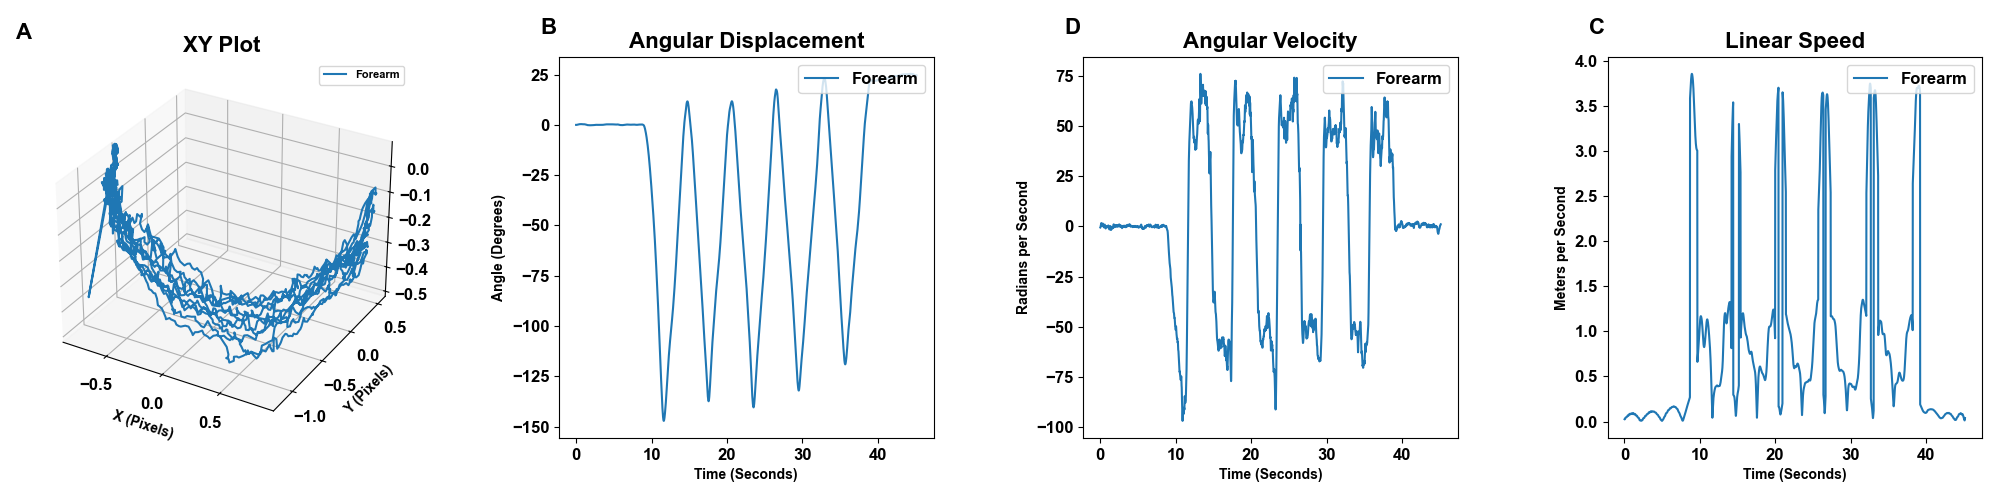 A
XY Plot
Forearm
0.0
−0.1
−0.2
−0.3
−0.4
−0.5
0.5
0.0
−0.5
−1.0
Y (Pixels)
−0.5
0.0
0.5
X (Pixels)
B
Angular Displacement
Forearm
25
0
−25
−50
−75
−100
−125
−150
Angle (Degrees)
0 10 20 30 40
Time (Seconds)
D
Angular Velocity
Forearm
75
50
25
0
−25
−50
−75
−100
Radians per Second
0 10 20 30 40
Time (Seconds)
C
Linear Speed
Forearm
4.0
3.5
3.0
2.5
2.0
1.5
1.0
0.5
0.0
Meters per Second
0 10 20 30 40
Time (Seconds)